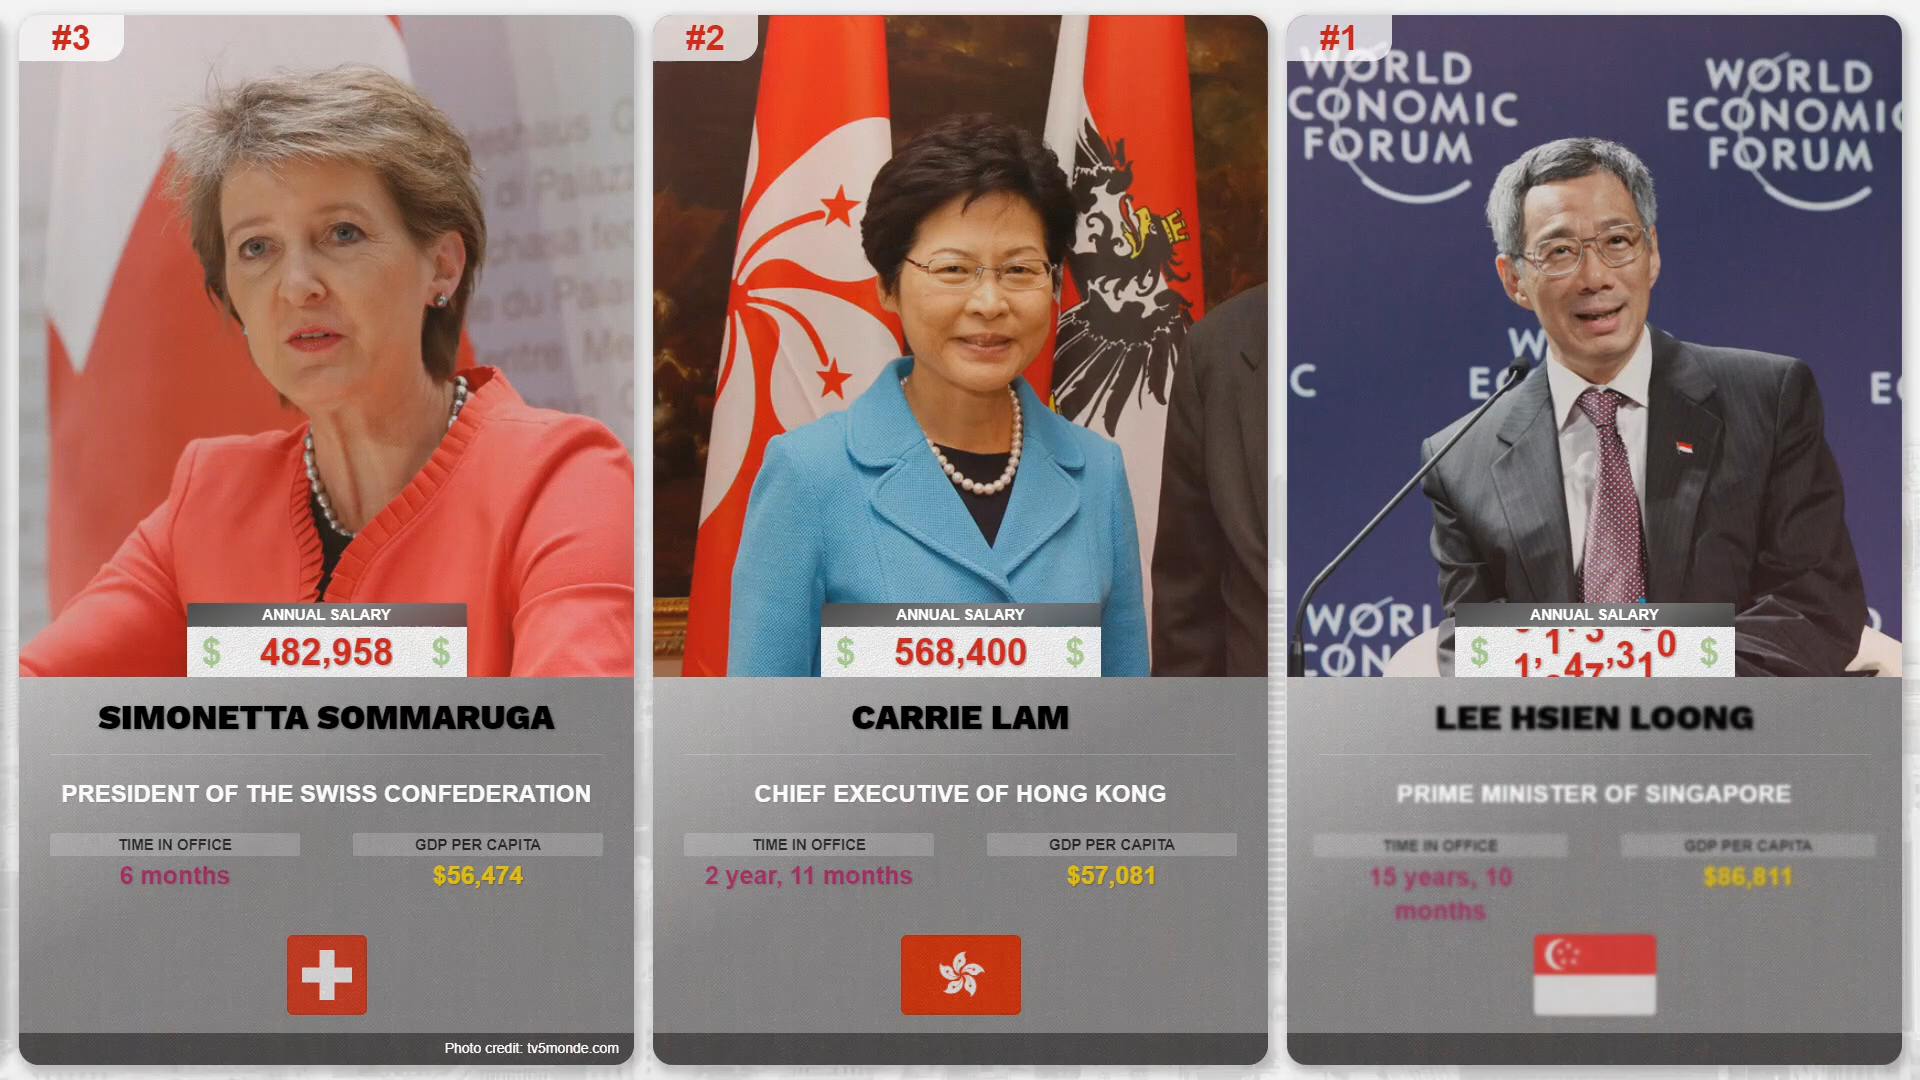 #3
ANNUAL SALARY
$ 482,958 $
SIMONETTA SOMMARUGA
PRESIDENT OF THE SWISS CONFEDERATION
TIME IN OFFICE
6 months
GDP PER CAPITA
$56,474
Photo credit: tv5monde.com
#2
ANNUAL SALARY
$ 568,400 $
CARRIE LAM
CHIEF EXECUTIVE OF HONG KONG
TIME IN OFFICE
2 year, 11 months
GDP PER CAPITA
$57,081
#1
WORLD
CONOMIC
FORUM
WORLD
ECONOMIC
FORUM
ANNUAL SALARY
$ $
LEE HSIEN LOONG
PRIME MINISTER OF SINGAPORE
TIME IN OFFICE
15 years, 10
months
GDP PER CAPITA
$86,811